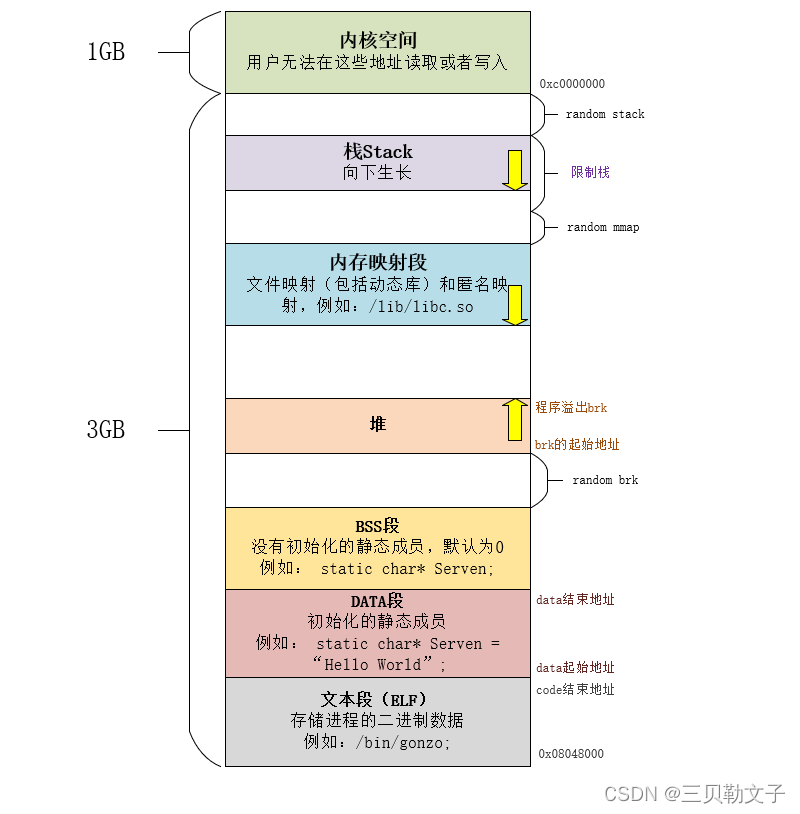 1GB
内核空间
用户无法在这些地址读取或者写入
0xc0000000
random stack
栈Stack
向下生长
限制栈
random mmap
内存映射段
文件映射（包括动态库）和匿名映
射，例如：/lib/libc.so
程序溢出brk
3GB
堆
brk的起始地址
random brk
BSS段
没有初始化的静态成员，默认为0
例如： static char* Serven;
DATA段
data结束地址
初始化的静态成员
例如： static char* Serven =
“Hello World”;
data起始地址
code结束地址
文本段（ELF）
存储进程的二进制数据
例如：/bin/gonzo;
0x08048000
CSDN @三贝勒文子